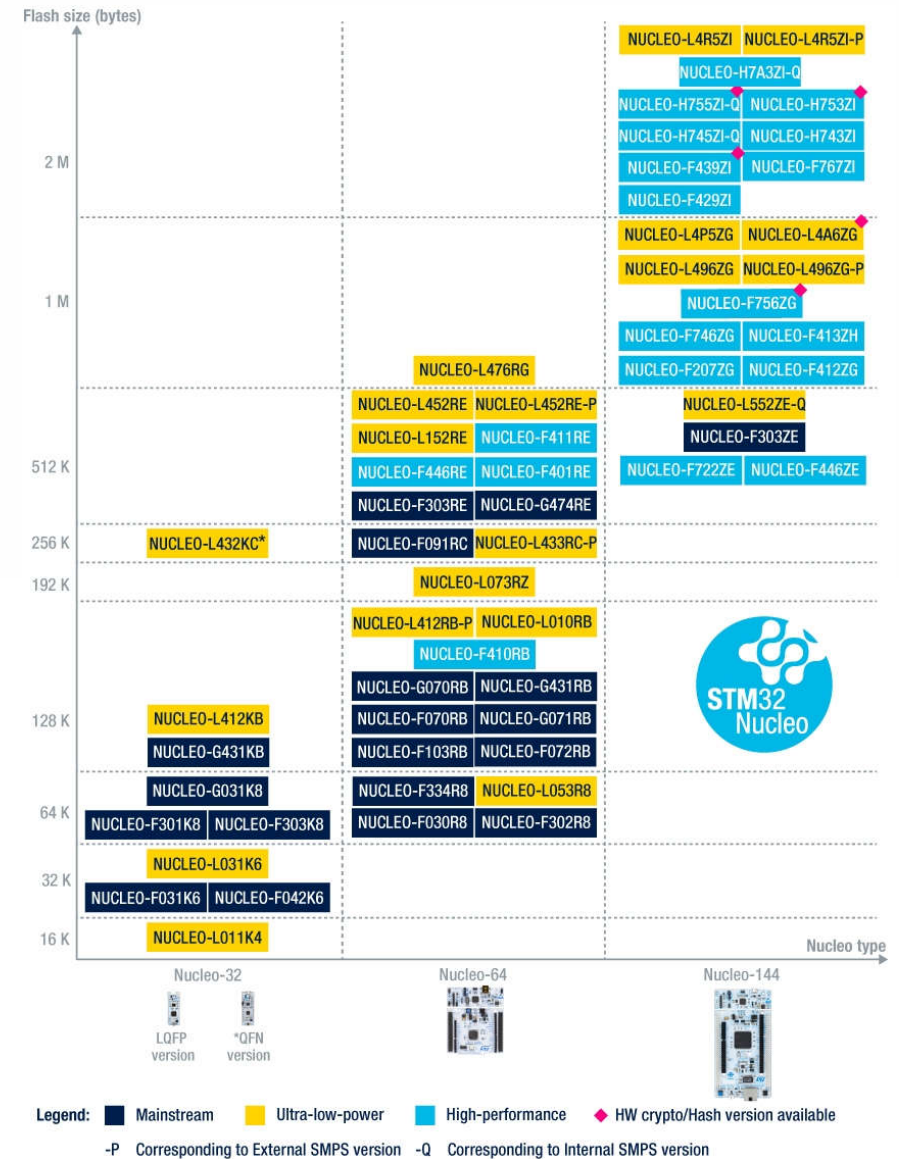 Flash size (bytes)
NUCLEO-L4R5ZI NUCLEO-L4R5ZI-P
NUCLEO-H7A3ZI-Q
NUCLEO-H755ZI-Q NUCLEO-H753ZI
NUCLEO-H745ZI-Q NUCLEO-H743ZI
2 M NUCLEO-F439ZI NUCLEO-F767ZI
NUCLEO-F429ZI
NUCLEO-L4P5ZG NUCLEO-L4A6ZG
NUCLEO-L496ZG NUCLEO-L496ZG-P
1 M NUCLEO-F756ZG
NUCLEO-F746ZG NUCLEO-F413ZH
NUCLEO-L476RG NUCLEO-F207ZG NUCLEO-F412ZG
NUCLEO-L452RE NUCLEO-L452RE-P NUCLEO-L552ZE-Q
NUCLEO-L152RE NUCLEO-F411RE NUCLEO-F303ZE
512 K NUCLEO-F446RE NUCLEO-F401RE NUCLEO-F722ZE NUCLEO-F446ZE
NUCLEO-F303RE NUCLEO-G474RE
256 K NUCLEO-L432KC* NUCLEO-F091RC NUCLEO-L433RC-P
192 K NUCLEO-L073RZ
NUCLEO-L412RB-P NUCLEO-L010RB
NUCLEO-F410RB
NUCLEO-G070RB NUCLEO-G431RB
STM32
Nucleo
128 K NUCLEO-L412KB NUCLEO-F070RB NUCLEO-G071RB
NUCLEO-G431KB NUCLEO-F103RB NUCLEO-F072RB
NUCLEO-G031K8 NUCLEO-F334R8 NUCLEO-L053R8
64 K NUCLEO-F301K8 NUCLEO-F303K8 NUCLEO-F030R8 NUCLEO-F302R8
NUCLEO-L031K6
32 K NUCLEO-F031K6 NUCLEO-F042K6
16 K NUCLEO-L011K4
Nucleo type
Nucleo-32 Nucleo-64 Nucleo-144
LQFP
version
*QFN
version
Legend: Mainstream Ultra-low-power High-performance HW crypto/Hash version available
-P Corresponding to External SMPS version -Q Corresponding to Internal SMPS version